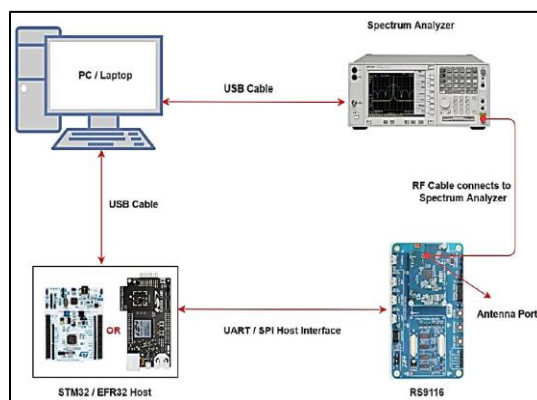 Spectrum Analyzer
PC / Laptop
USB Cable
RF Cable connects to
Spectrum Analyzer
USB Cable
OR
UART / SPI Host Interface
Antenna Port
STM32 / EFR32 Host
RS9116